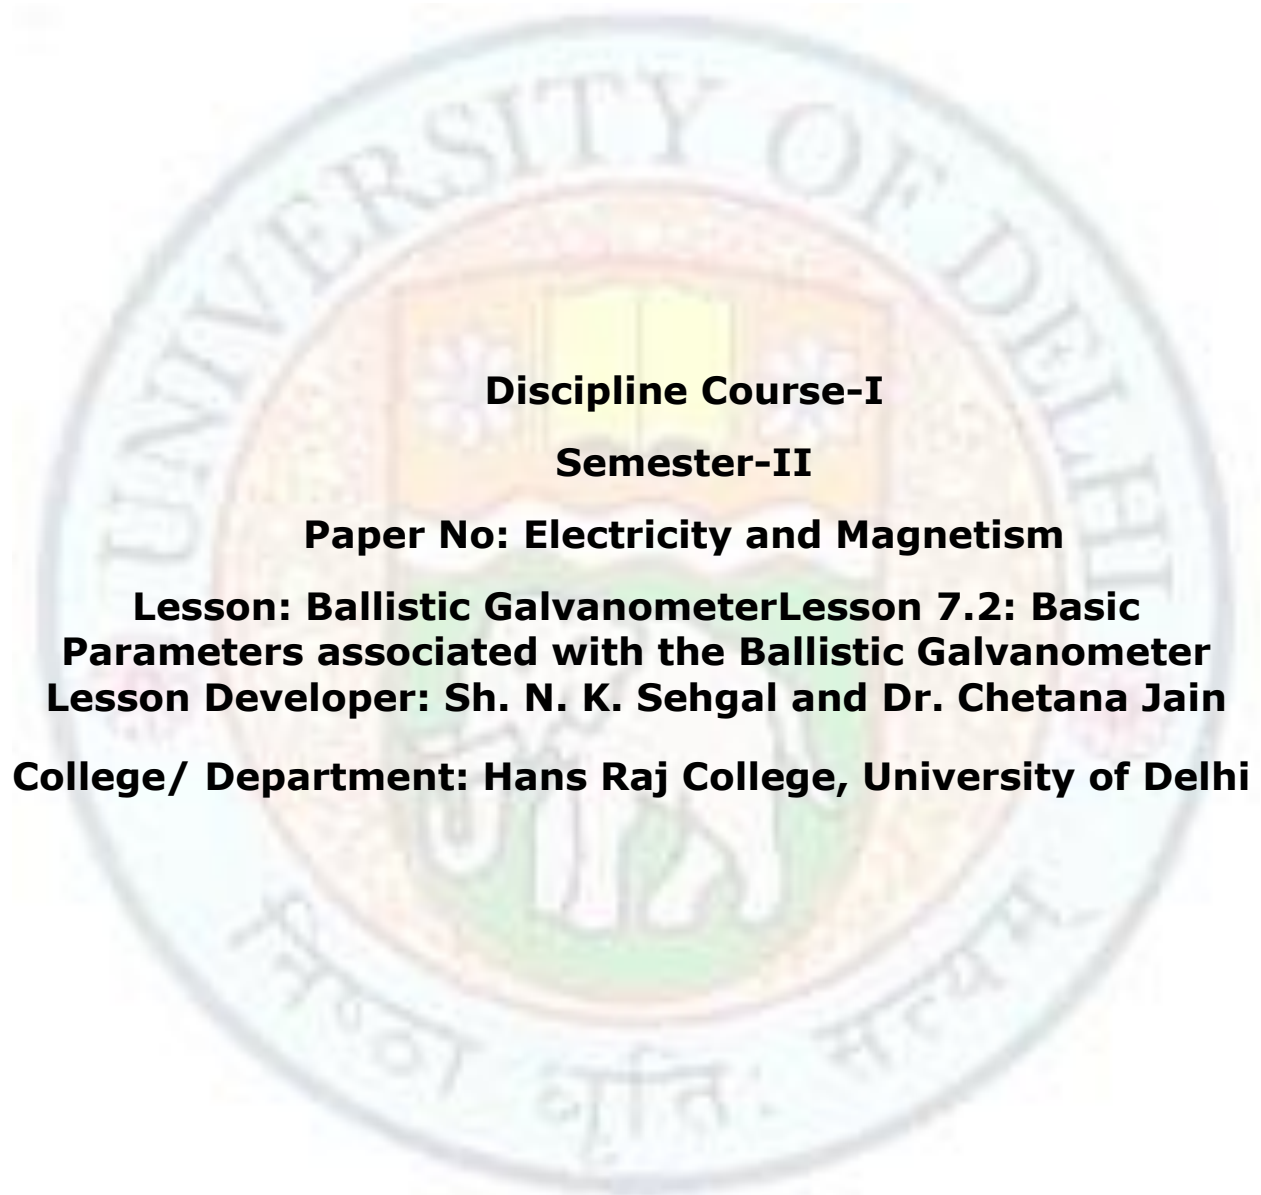 UNIVERSITY OF DELHI
Discipline Course-I
Semester-II
Paper No: Electricity and Magnetism
Lesson: Ballistic GalvanometerLesson 7.2: Basic
Parameters associated with the Ballistic Galvanometer
Lesson Developer: Sh. N. K. Sehgal and Dr. Chetana Jain
College/ Department: Hans Raj College, University of Delhi